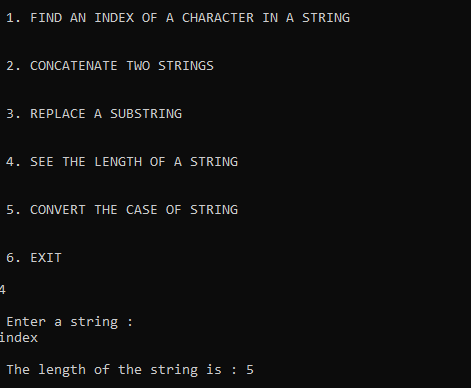 1. FIND AN INDEX OF A CHARACTER IN A STRING
2. CONCATENATE TWO STRINGS
3. REPLACE A SUBSTRING
4. SEE THE LENGTH OF A STRING
5. CONVERT THE CASE OF STRING
6. EXIT
4
Enter a string :
index
The length of the string is : 5